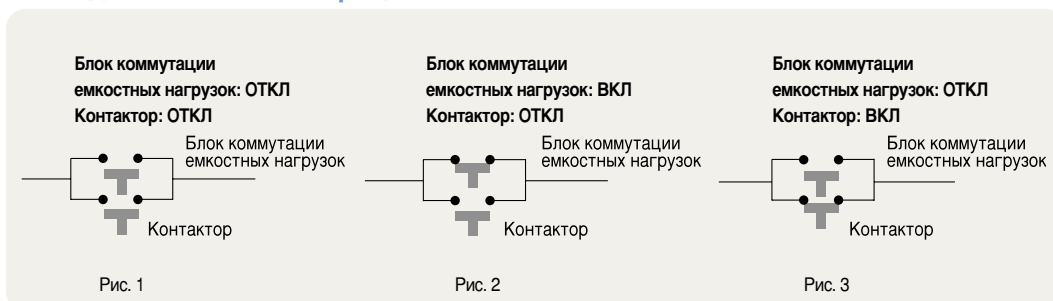 Блок коммутации
емкостных нагрузок: ОТКЛ
Контактор: ОТКЛ
Блок коммутации
емкостных нагрузок
Контактор
Рис. 1
Блок коммутации
емкостных нагрузок: ВКЛ
Контактор: ОТКЛ
Блок коммутации
емкостных нагрузок
Контактор
Рис. 2
Блок коммутации
емкостных нагрузок: ОТКЛ
Контактор: ВКЛ
Блок коммутации
емкостных нагрузок
Контактор
Рис. 3